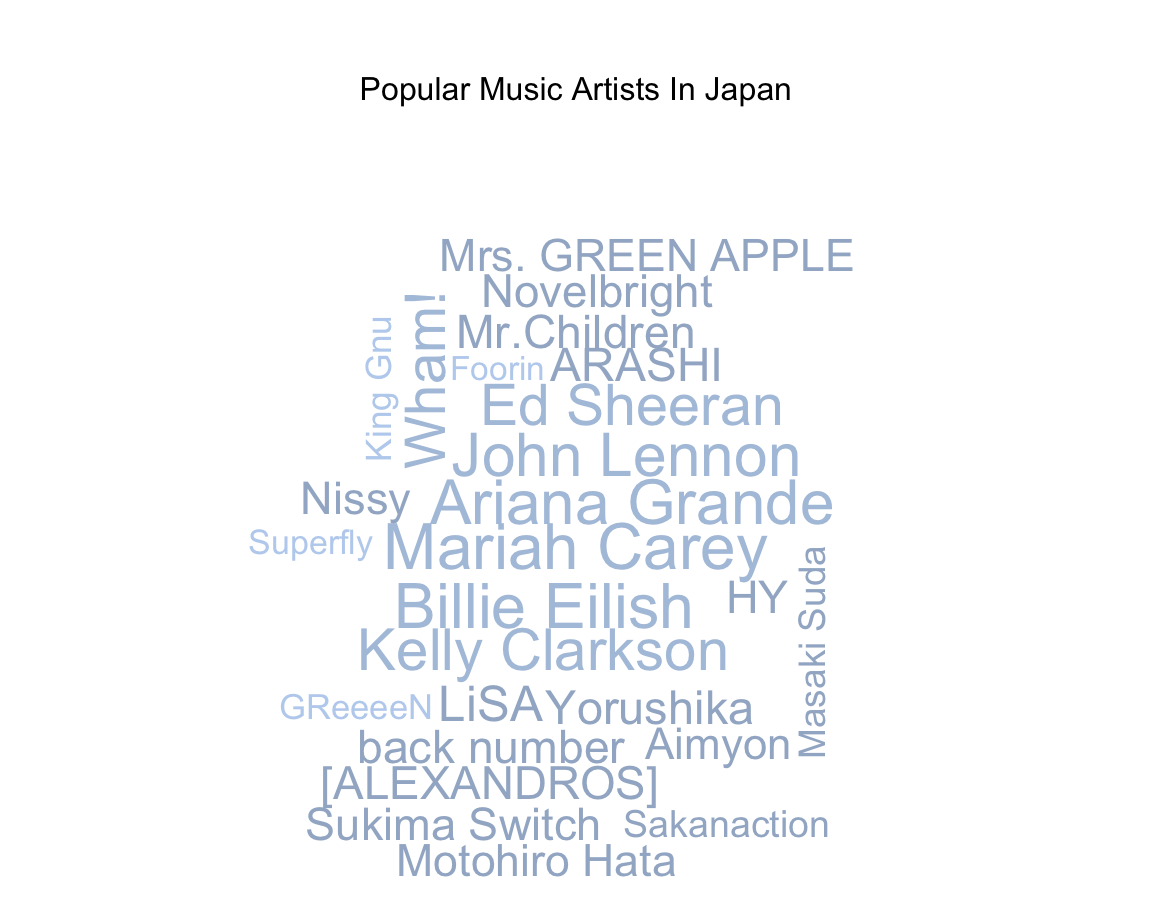 Popular Music Artists In Japan
Mrs. GREEN APPLE
Novelbright
Wham!
King Gnu
Mr.Children
Foorin
ARASHI
Ed Sheeran
John Lennon
Nissy
Ariana Grande
Superfly
Mariah Carey
Billie Eilish
HY
Masaki Suda
Kelly Clarkson
GReeeeN
LiSA
Yorushika
back number
Aimyon
[ALEXANDROS]
Sukima Switch
Sakanaction
Motohiro Hata